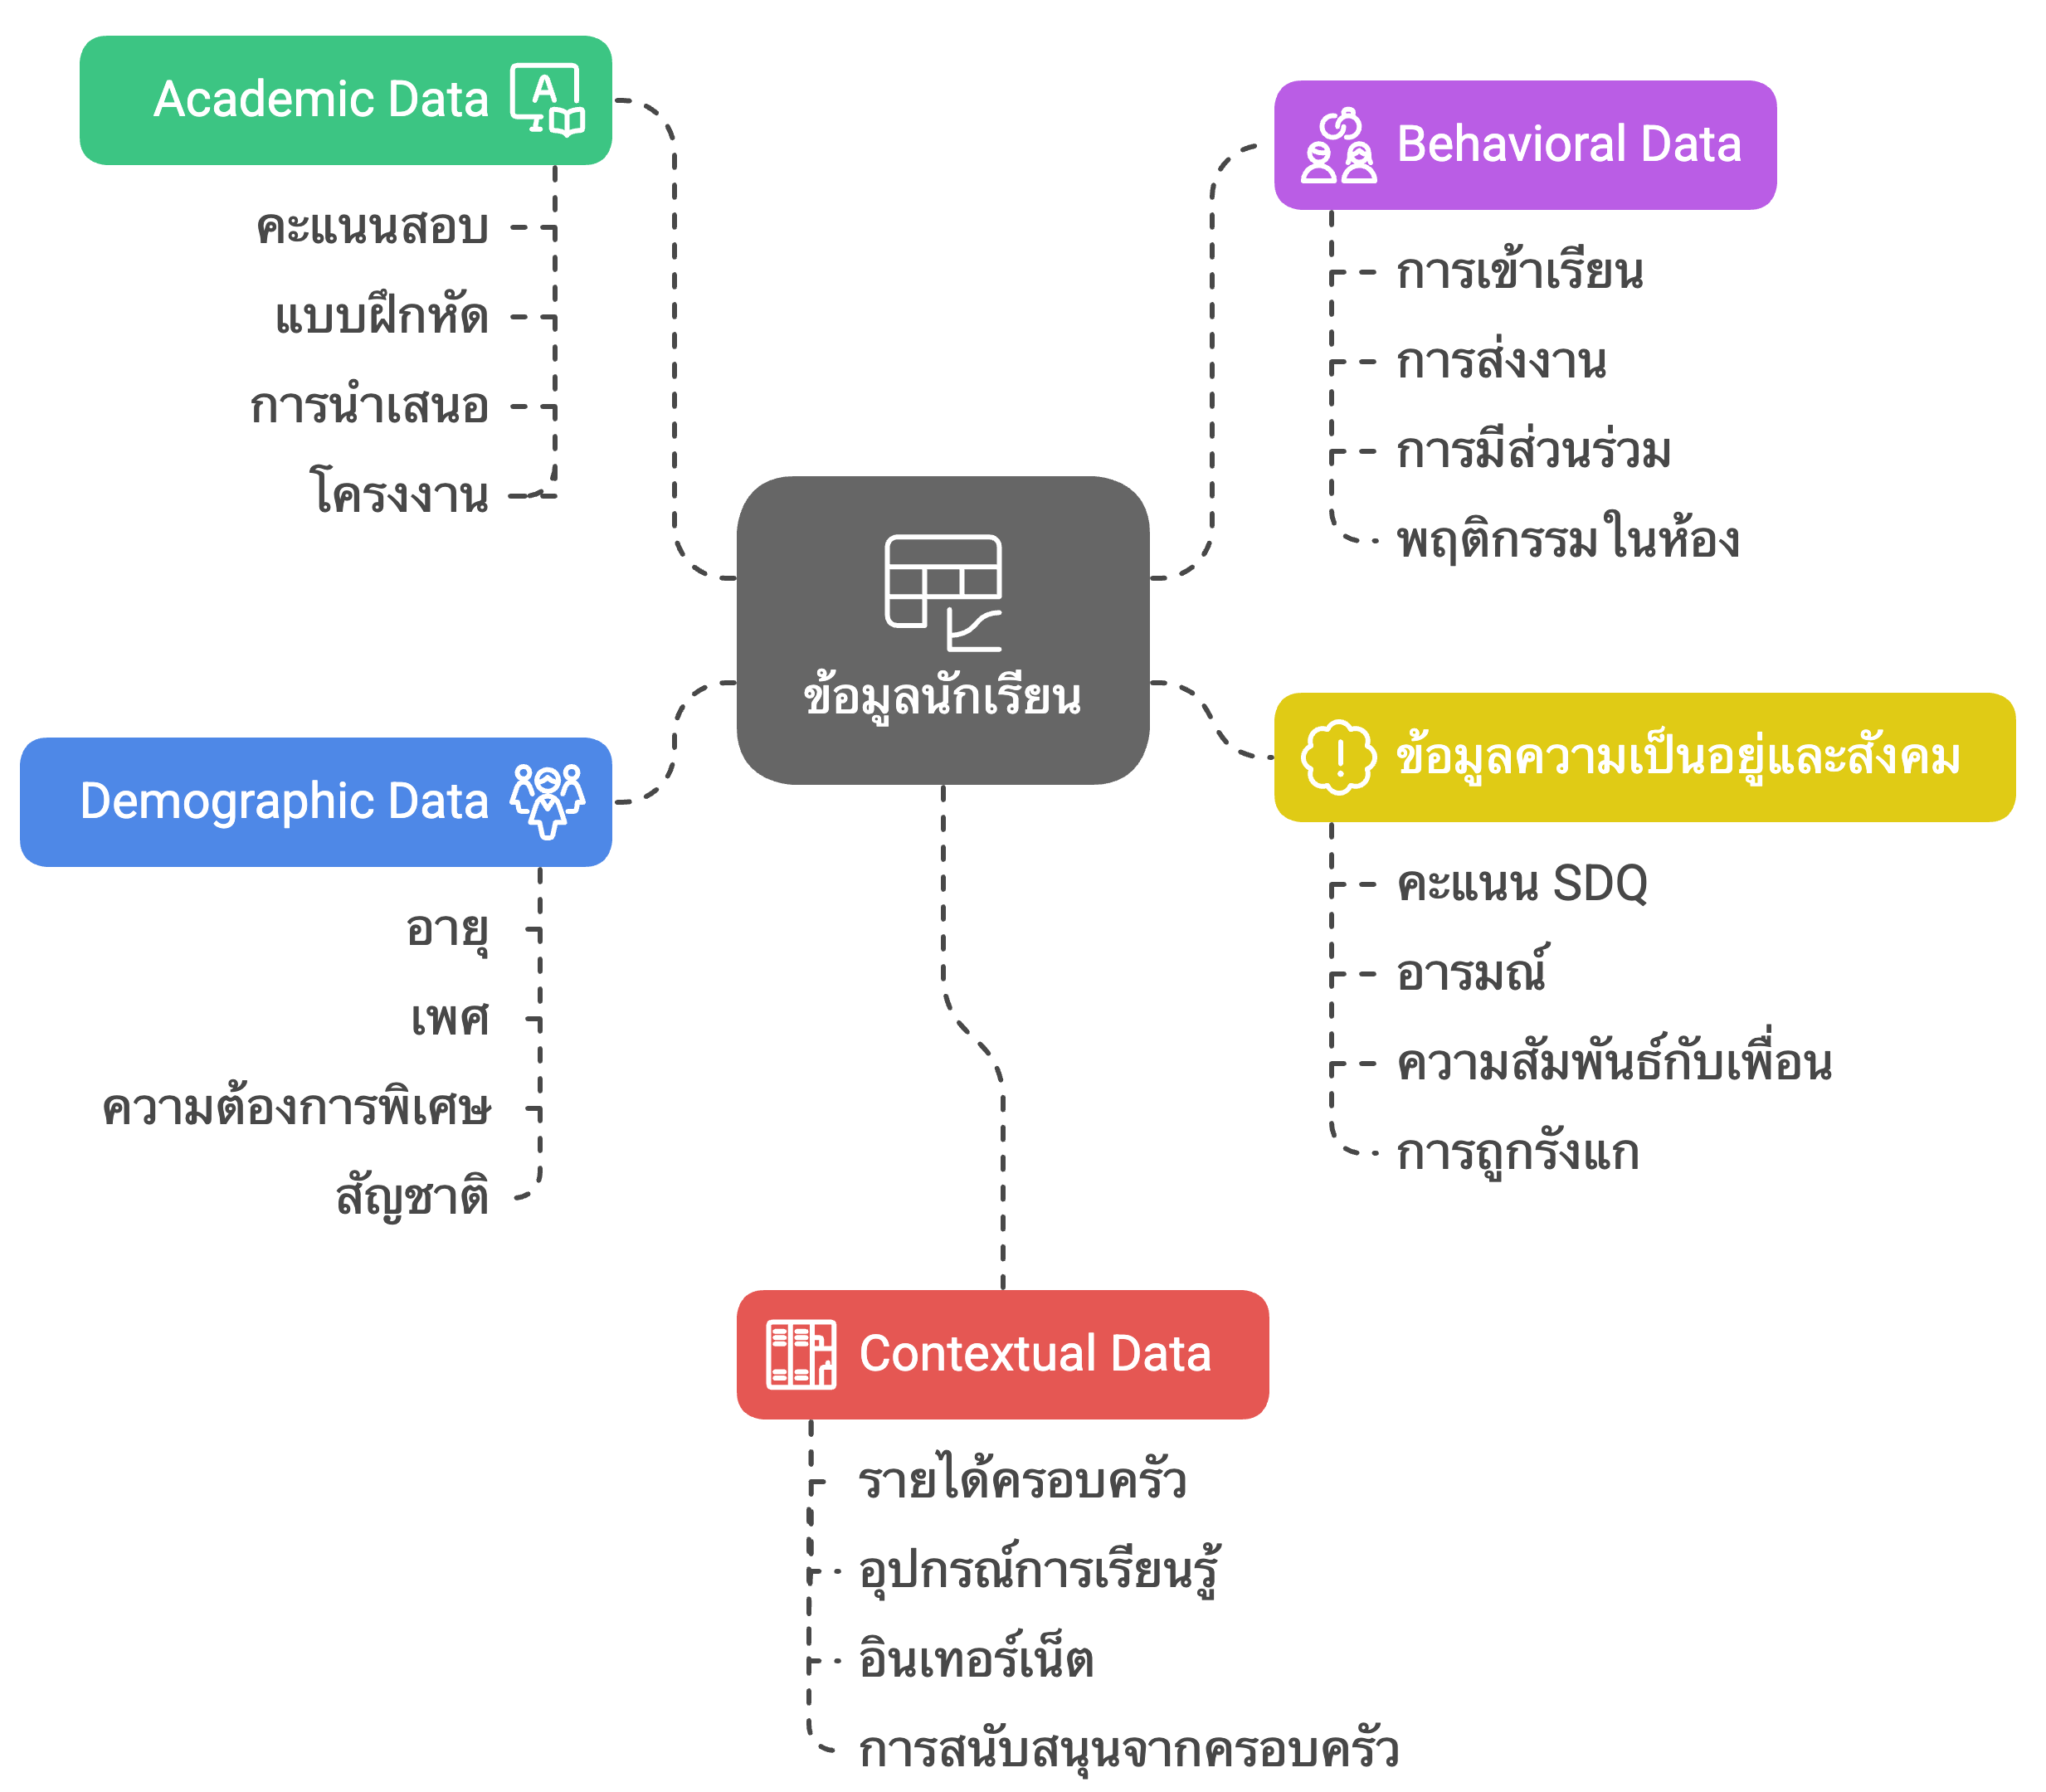 Academic Data
คะแนนสอบ
แบบฝึกหัด
การนำเสนอ
โครงงาน
Behavioral Data
การเข้าเรียน
การส่งงาน
การมีส่วนร่วม
พฤติกรรมในห้อง
ข้อมูลนักเรียน
Demographic Data
อายุ
เพศ
ความต้องการพิเศษ
สัญชาติ
ข้อมูลความเป็นอยู่และสังคม
คะแนน SDQ
อารมณ์
ความสัมพันธ์กับเพื่อน
การถูกรังแก
Contextual Data
รายได้ครอบครัว
อุปกรณ์การเรียนรู้
อินเทอร์เน็ต
การสนับสนุนจากครอบครัว